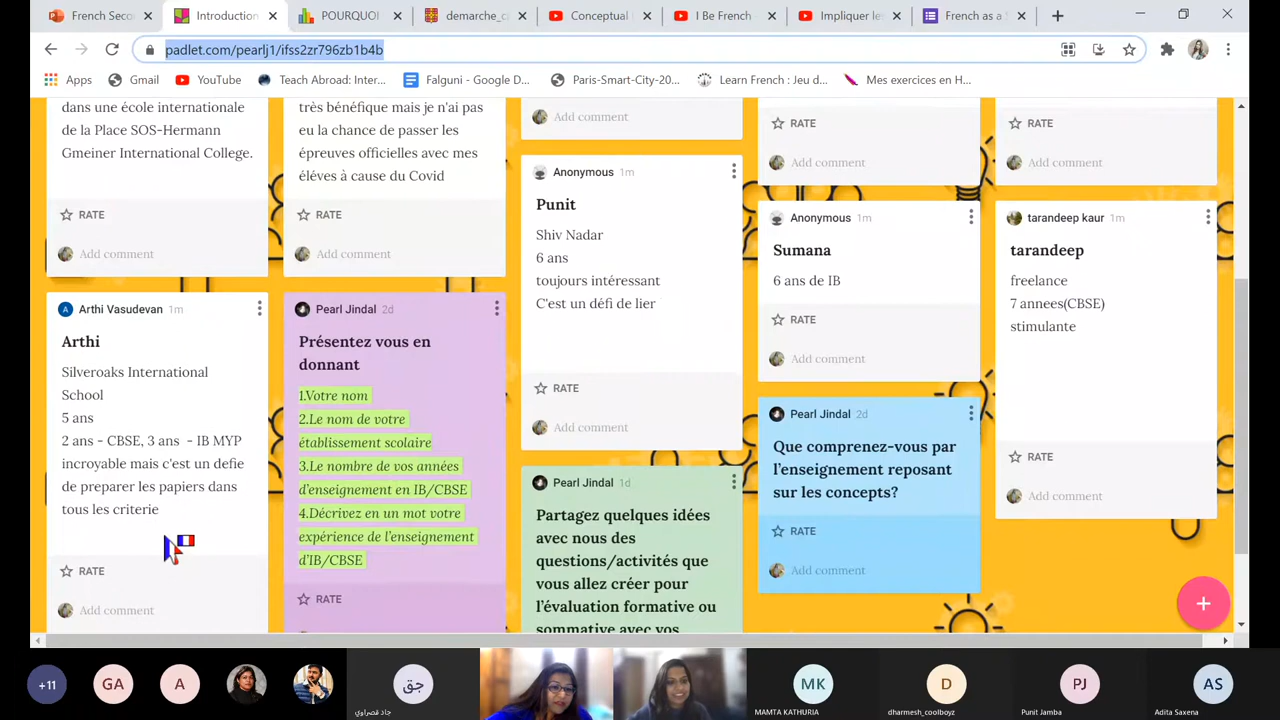 French Sec
Introduction
POURQUOI
demarche_c
Conceptual
I Be French
Impliquer le
French as a S
padlet.com/pearlj1/ifss2zr796zb1b4b
Apps
Gmail
YouTube
Teach Abroad: Inter...
Falguni - Google D...
Paris-Smart-City-20...
Learn French : Jeu d...
Mes exercices en H...
dans une école internationale
de la Place SOS-Hermann
Gmeiner International College.
RATE
Add comment
Arthi Vasudevan 1m
Arthi
Silveroaks International
School
5 ans
2 ans - CBSE, 3 ans - IB MYP
incroyable mais c'est un defie
de preparer les papiers dans
tous les criterie
RATE
Add comment
très bénéfique mais je n'ai pas
eu la chance de passer les
épreuves officielles avec mes
éléves à cause du Covid
RATE
Add comment
Pearl Jindal 2d
Présentez vous en
donnant
1.Votre nom
2.Le nom de votre
établissement scolaire
3.Le nombre de vos années
d'enseignement en IB/CBSE
4.Décrivez en un mot votre
expérience de l'enseignement
d'IB/CBSE
RATE
Add comment
Anonymous 1m
Punit
Shiv Nadar
6 ans
toujours intéressant
C'est un défi de lier
RATE
Add comment
Pearl Jindal 1d
Partagez quelques idées
avec nous des
questions/activités que
vous allez créer pour
l'évaluation formative ou
sommative avec vos
RATE
Add comment
Anonymous 1m
Sumana
6 ans de IB
RATE
Add comment
Pearl Jindal 2d
Que comprenez-vous par
l'enseignement reposant
sur les concepts?
RATE
Add comment
RATE
Add comment
tarandeep kaur 1m
tarandeep
freelance
7 annees(CBSE)
stimulante
RATE
Add comment
+11
GA
A
جق
جاد غصراوي
MK
MAMTA KATHURIA
D
dharmesh_coolboyz
PJ
Punit Jamba
AS
Adita Saxena